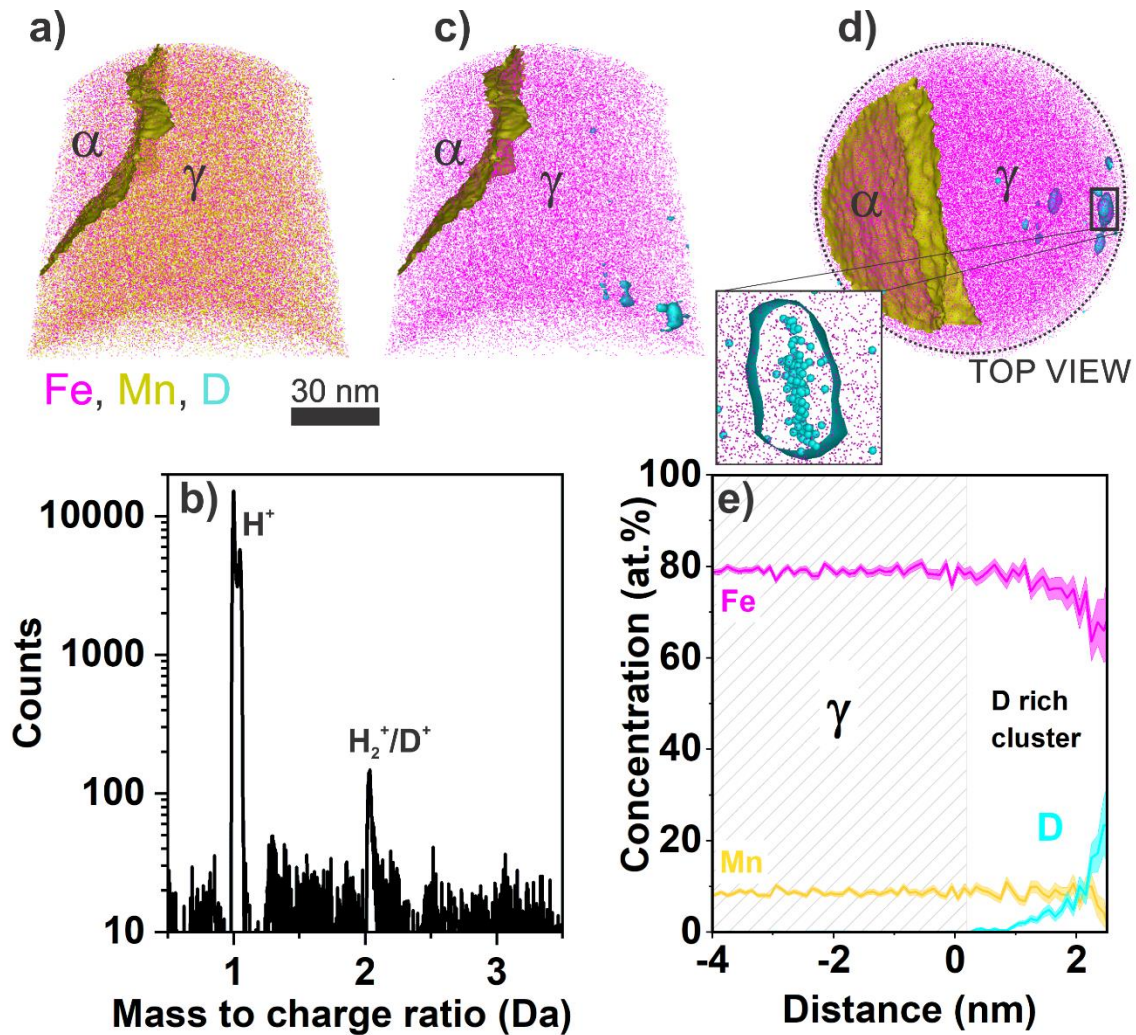 a)
c)
d)
α
γ
α
γ
α
γ
TOP VIEW
Fe, Mn, D
30 nm
b)
H⁺
H₂⁺/D⁺
10000
1000
100
10
Counts
1
2
3
Mass to charge ratio (Da)
e)
100
80
60
40
20
0
Concentration (at.%)
Fe
γ
D rich
cluster
D
Mn
-4
-2
0
2
Distance (nm)